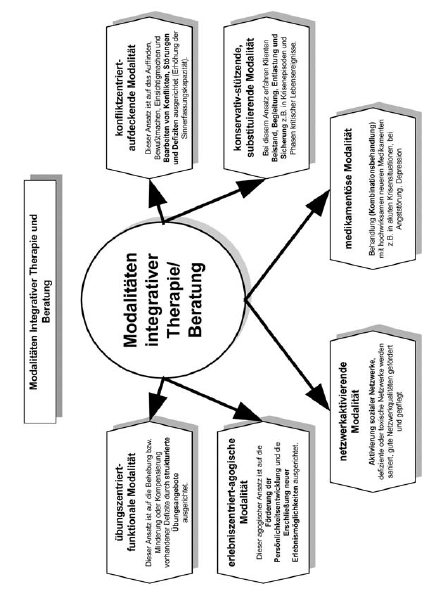 Modalitäten Integrativer Therapie und
Beratung
Modalitäten
integrativer
Therapie/
Beratung
übungszentriert-
funktionale Modalität
Dieser Ansatz ist auf die Behebung bzw.
Minderung oder Kompensierung
vorhandener Defizite durch strukturierte
Übungsangebote
ausgerichtet.
konfliktzentriert-
aufdeckende Modalität
Dieser Ansatz ist auf das Auffinden,
Bewußtmachen, Einsichtigmachen und
Bearbeiten von Konflikten, Störungen
und Defiziten ausgerichtet (Erhöhung der
Sinnerfassungskapazität).
erlebniszentriert-agogische
Modalität
Dieser agogischer Ansatz ist auf die
Förderung der
Persönlichkeitsentwicklung und die
Erschließung neuer
Erlebnismöglichkeiten ausgerichtet.
konservativ-stützende,
substituierende Modalität
Bei diesem Ansatz erfahren Klienten
Beistand, Begleitung, Entlastung und
Sicherung z.B. in Krisenepisoden und
Phasen kritischer Lebensereignisse.
netzwerkaktivierende
Modalität
Aktivierung sozialer Netzwerke,
defiziente oder toxische Netzwerke werden
saniert, gute Netzwerkqualitäten gefördert
und gepflegt
medikamentöse Modalität
Behandlung (Kombinationsbehandlung)
mit hochwirksamen neueren Medikamenten
z.B. in akuten Krisensituationen, bei
Angststörung, Depression